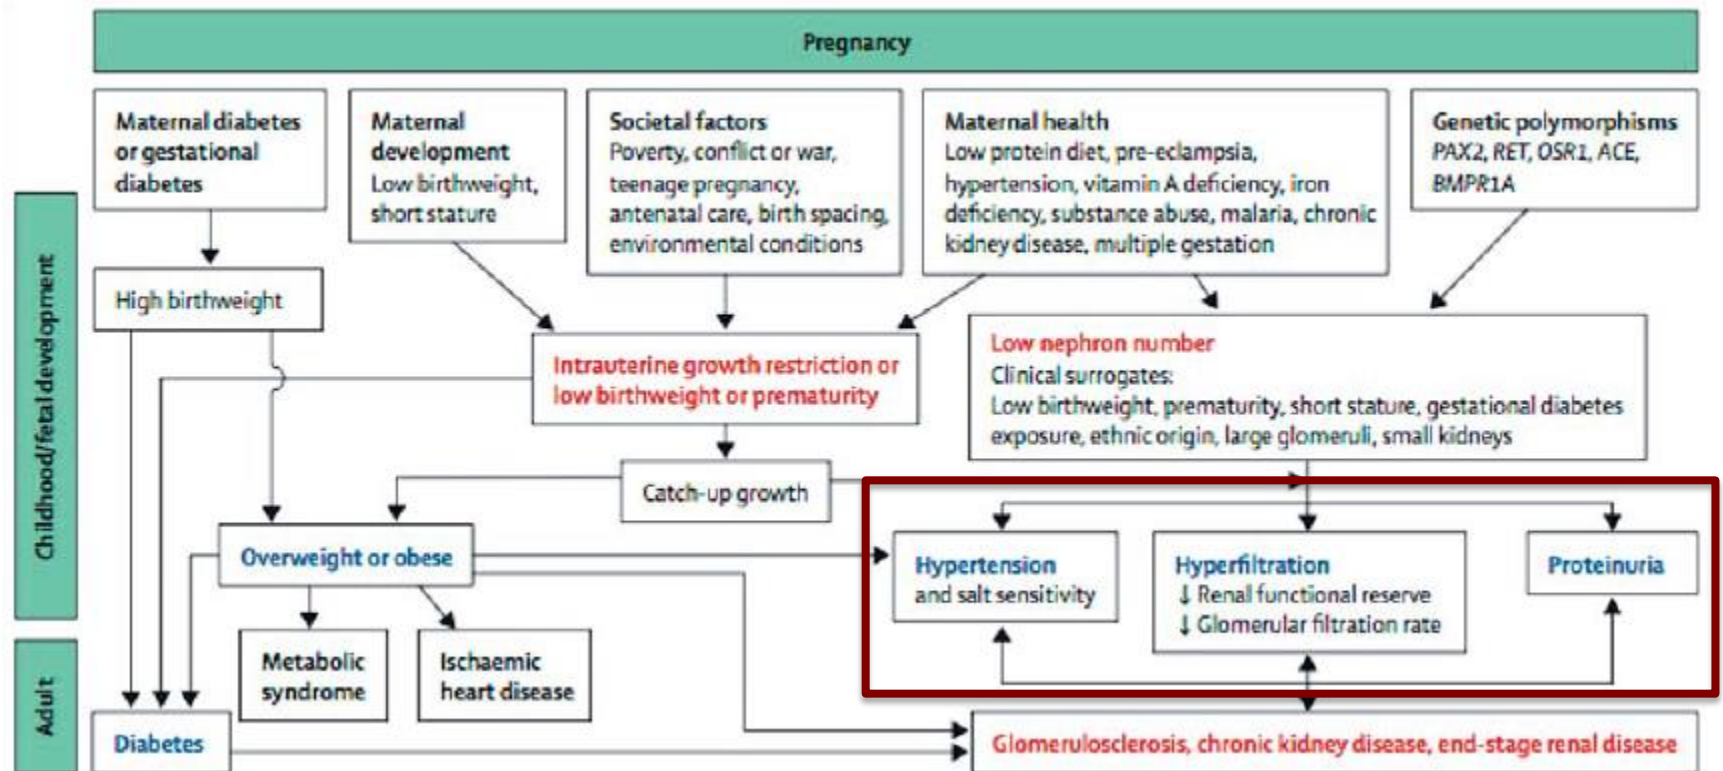 Pregnancy
Maternal diabetes
or gestational
diabetes
Maternal
development
Low birthweight,
short stature
Societal factors
Poverty, conflict or war,
teenage pregnancy,
antenatal care, birth spacing,
environmental conditions
Maternal health
Low protein diet, pre-eclampsia,
hypertension, vitamin A deficiency, iron
deficiency, substance abuse, malaria, chronic
kidney disease, multiple gestation
Genetic polymorphisms
PAX2, RET, OSR1, ACE,
BMPR1A
Childhood/fetal development
High birthweight
Intrauterine growth restriction or
low birthweight or prematurity
Low nephron number
Clinical surrogates:
Low birthweight, prematurity, short stature, gestational diabetes
exposure, ethnic origin, large glomeruli, small kidneys
Catch-up growth
Overweight or obese
Hypertension
and salt sensitivity
Hyperfiltration
↓ Renal functional reserve
↓ Glomerular filtration rate
Proteinuria
Metabolic
syndrome
Ischaemic
heart disease
Adult
Diabetes
Glomerulosclerosis, chronic kidney disease, end-stage renal disease